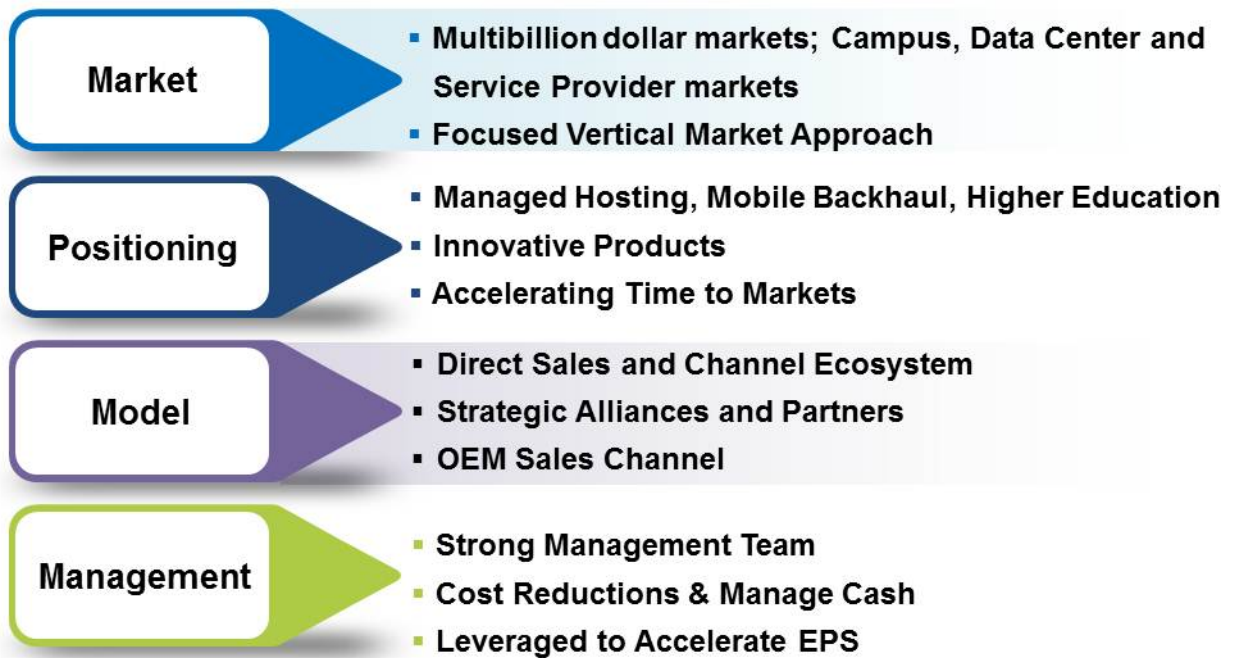 Market
▪ Multibillion dollar markets; Campus, Data Center and
Service Provider markets
▪ Focused Vertical Market Approach
Positioning
▪ Managed Hosting, Mobile Backhaul, Higher Education
▪ Innovative Products
▪ Accelerating Time to Markets
Model
▪ Direct Sales and Channel Ecosystem
▪ Strategic Alliances and Partners
▪ OEM Sales Channel
Management
▪ Strong Management Team
▪ Cost Reductions & Manage Cash
▪ Leveraged to Accelerate EPS